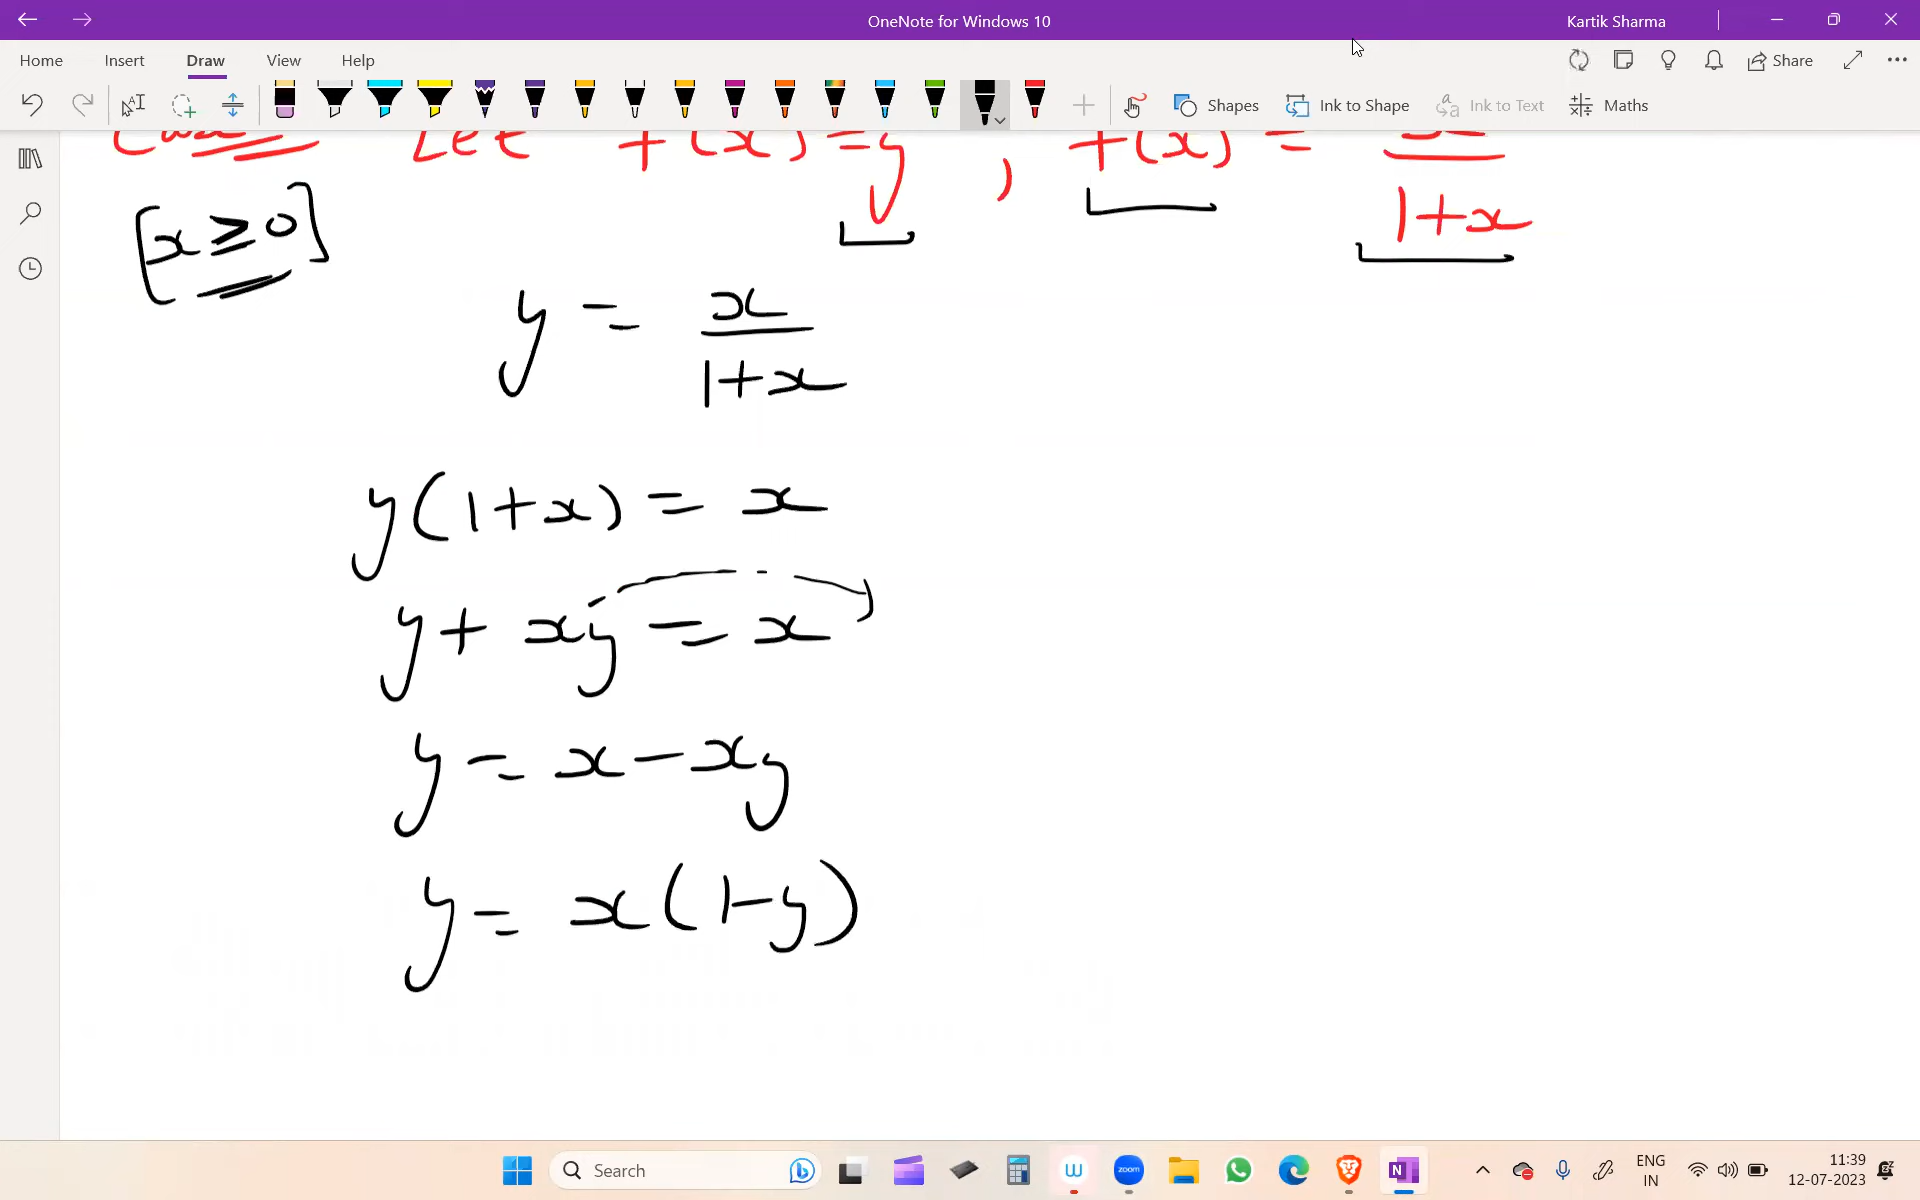 OneNote for Windows 10
Kartik Sharma
Home Insert Draw View Help
Share
Shapes Ink to Shape Ink to Text Maths
Let f(x) = y , f(x) =
1+x
[x ≥ 0]
y = x
1+x
y(1+x) = x
y + xy = x
y = x - xy
y = x(1-y)
Search
zoom
ENG
IN
11:39
12-07-2023